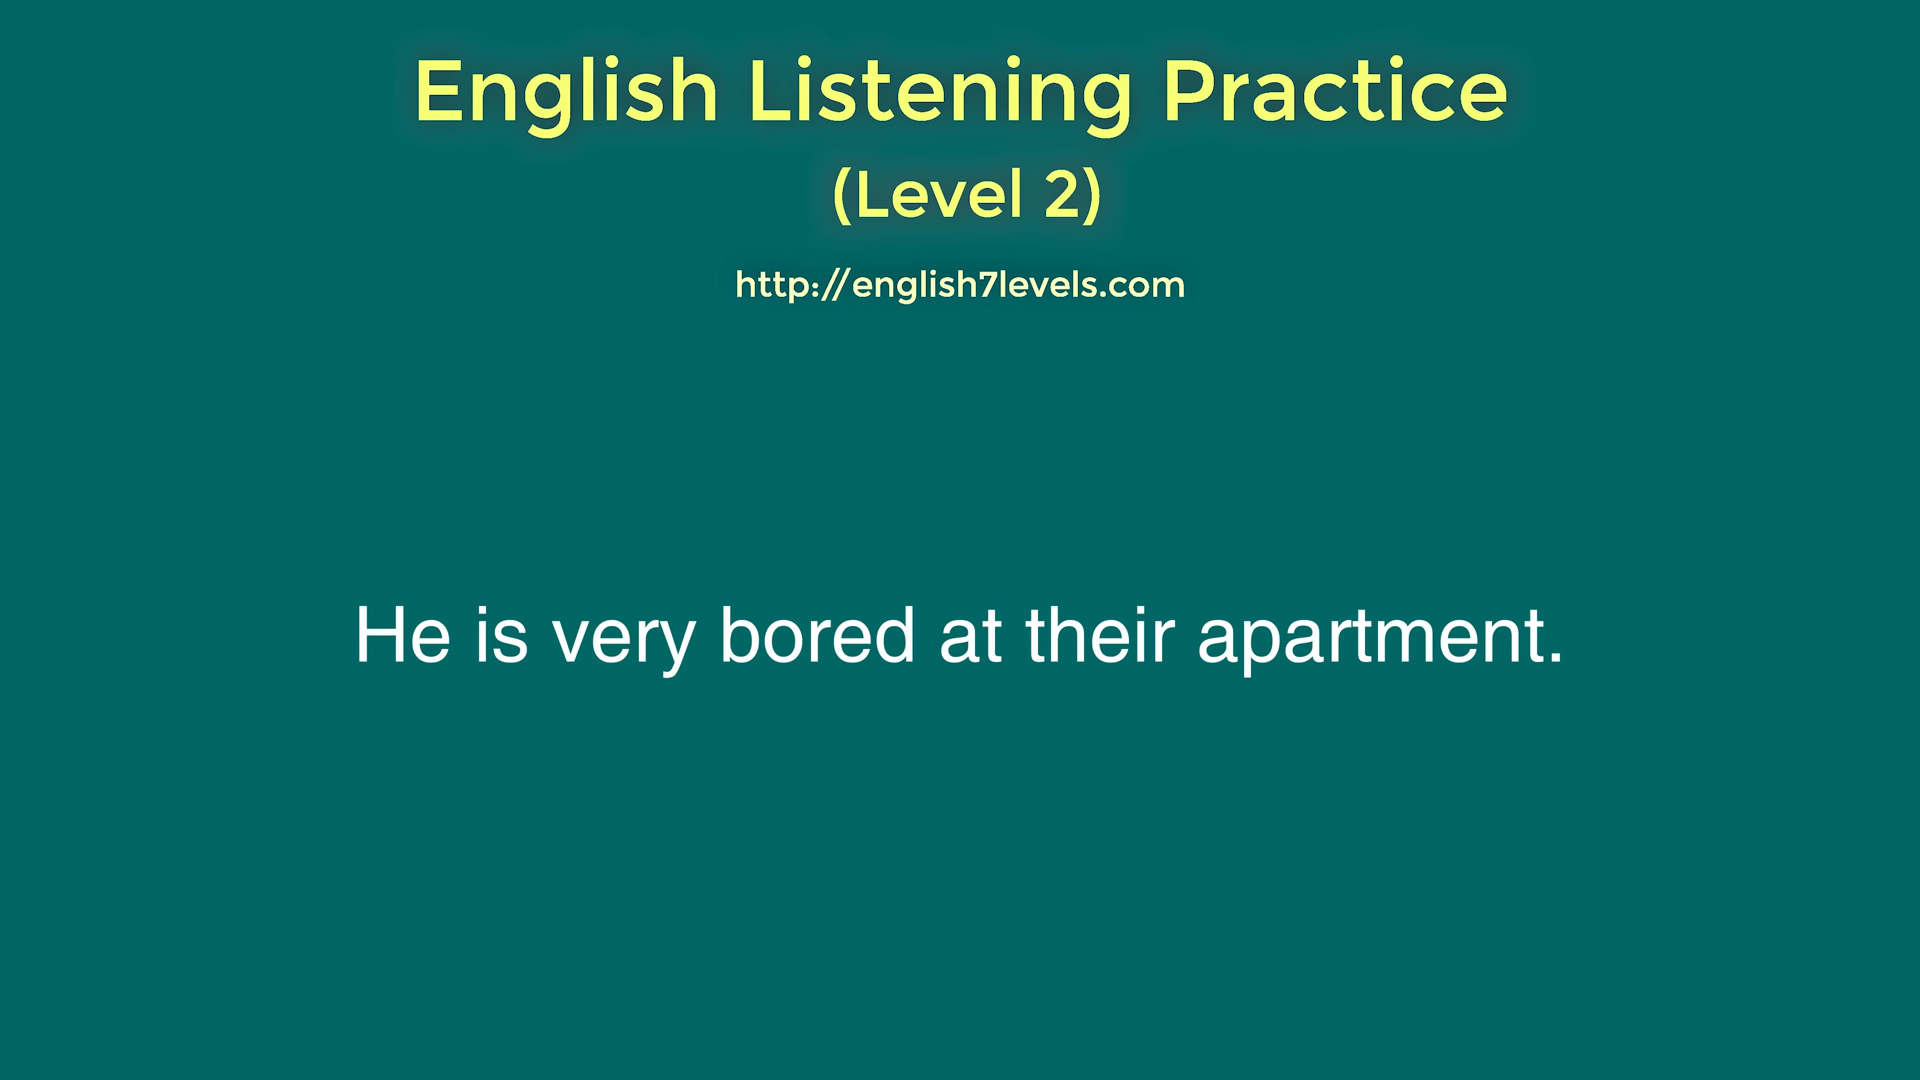 English Listening Practice
(Level 2)
http://english7levels.com
He is very bored at their apartment.